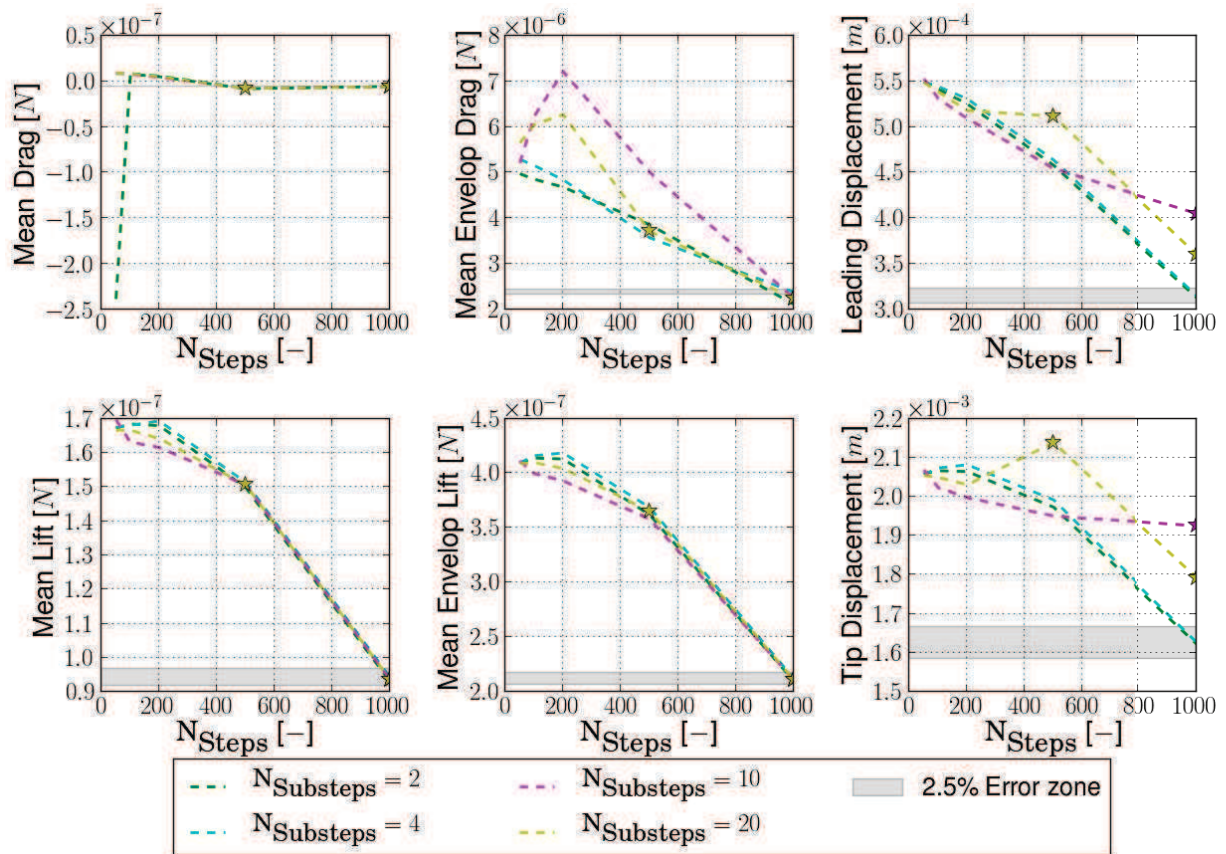 ×10⁻⁷
Mean Drag [N]
0.5
0.0
−0.5
−1.0
−1.5
−2.0
−2.5
0 200 400 600 800 1000
N_Steps [−]
×10⁻⁶
Mean Envelop Drag [N]
8
7
6
5
4
3
2
0 200 400 600 800 1000
N_Steps [−]
×10⁻⁴
Leading Displacement [m]
6.0
5.5
5.0
4.5
4.0
3.5
3.0
0 200 400 600 800 1000
N_Steps [−]
×10⁻⁷
Mean Lift [N]
1.7
1.6
1.5
1.4
1.3
1.2
1.1
1.0
0.9
0 200 400 600 800 1000
N_Steps [−]
×10⁻⁷
Mean Envelop Lift [N]
4.5
4.0
3.5
3.0
2.5
2.0
0 200 400 600 800 1000
N_Steps [−]
×10⁻³
Tip Displacement [m]
2.2
2.1
2.0
1.9
1.8
1.7
1.6
1.5
0 200 400 600 800 1000
N_Steps [−]
N_Substeps = 2
N_Substeps = 4
N_Substeps = 10
N_Substeps = 20
2.5% Error zone